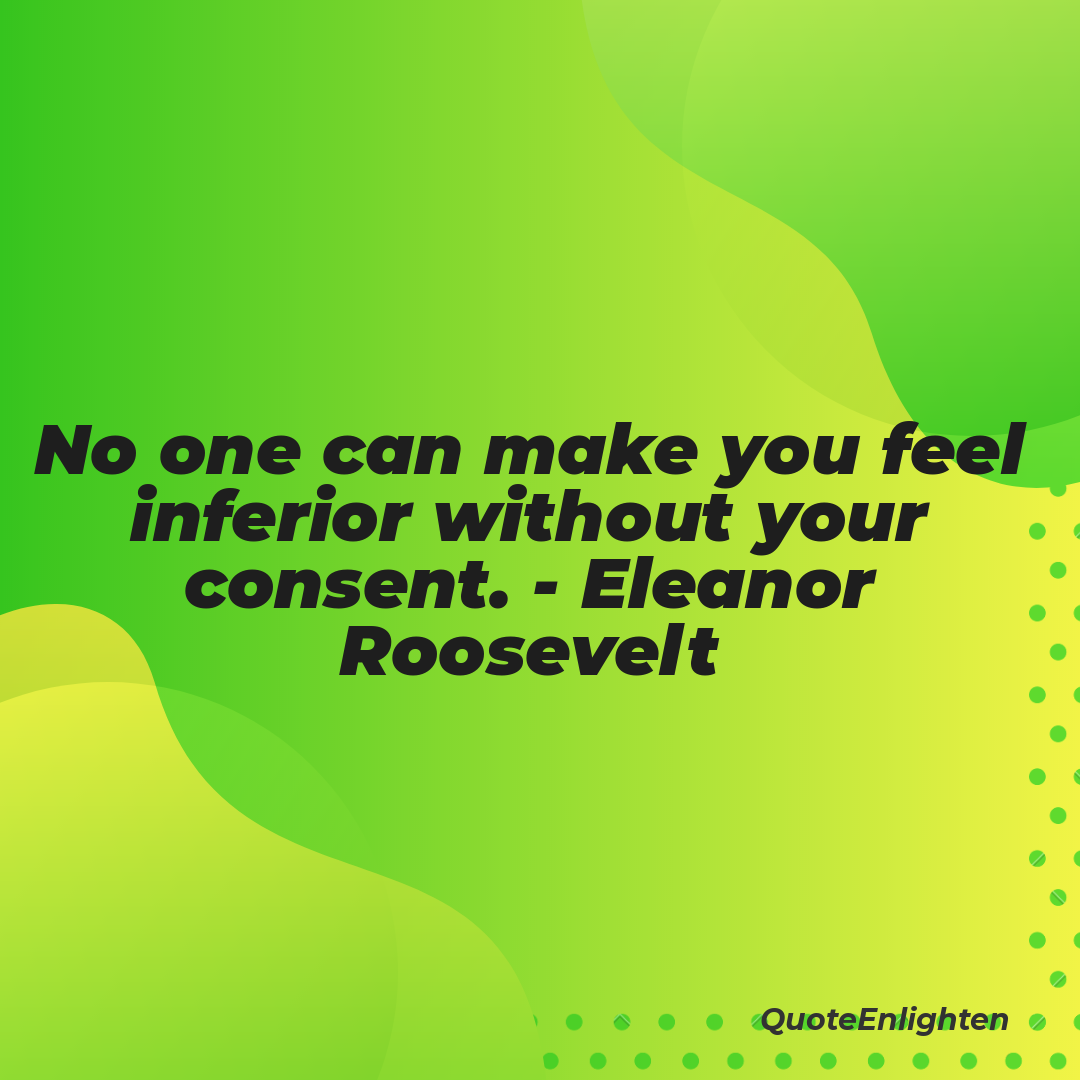 No one can make you feel
inferior without your
consent. - Eleanor
Roosevelt
QuoteEnlighten